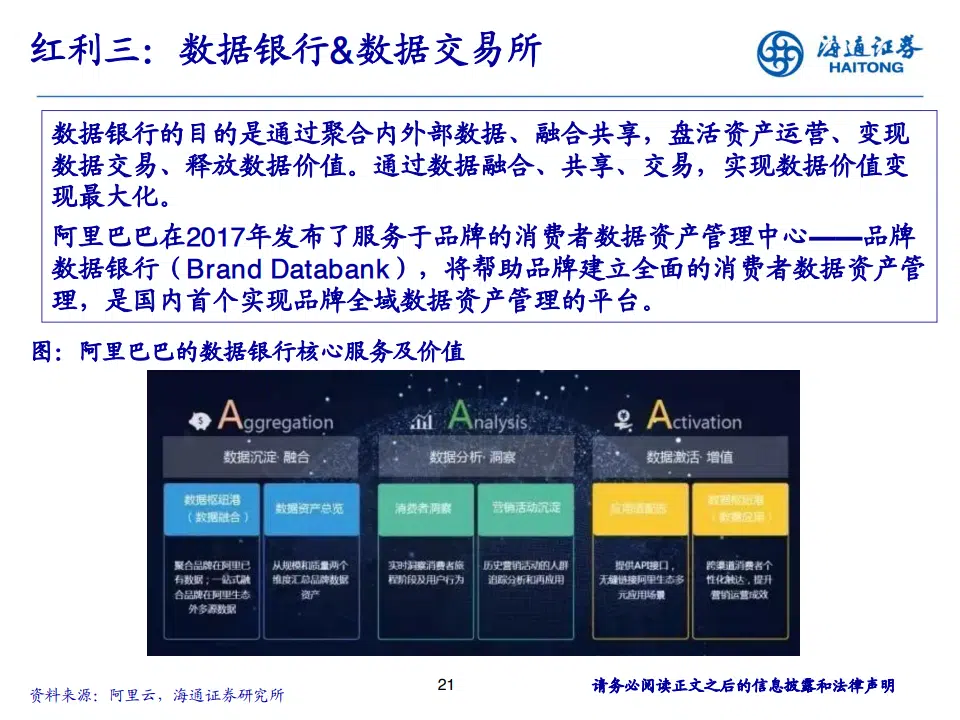 红利三：数据银行&数据交易所
海通证券
HAITONG
数据银行的目的是通过聚合内外部数据、融合共享，盘活资产运营、变现
数据交易、释放数据价值。通过数据融合、共享、交易，实现数据价值变
现最大化。
阿里巴巴在2017年发布了服务于品牌的消费者数据资产管理中心——品牌
数据银行（Brand Databank），将帮助品牌建立全面的消费者数据资产管
理，是国内首个实现品牌全域数据资产管理的平台。
图：阿里巴巴的数据银行核心服务及价值
Aggregation
Analysis
Activation
数据沉淀·融合
数据分析·洞察
数据激活·增值
数据枢纽港
（数据融合）
数据资产总览
消费者洞察
营销活动沉淀
数据枢纽港
（数据应用）
聚合品牌在阿里已
有数据；一站式融
合品牌在阿里生态
外多源数据
从规模和质量两个
维度汇总品牌数据
资产
实时洞察消费者旅
程阶段及用户行为
历史营销活动的人群
追踪分析和再应用
提供API接口，
无缝链接阿里生态多
元应用场景
跨渠道消费者个
性化触达，提升
营销运营成效
资料来源：阿里云，海通证券研究所
21
请务必阅读正文之后的信息披露和法律声明